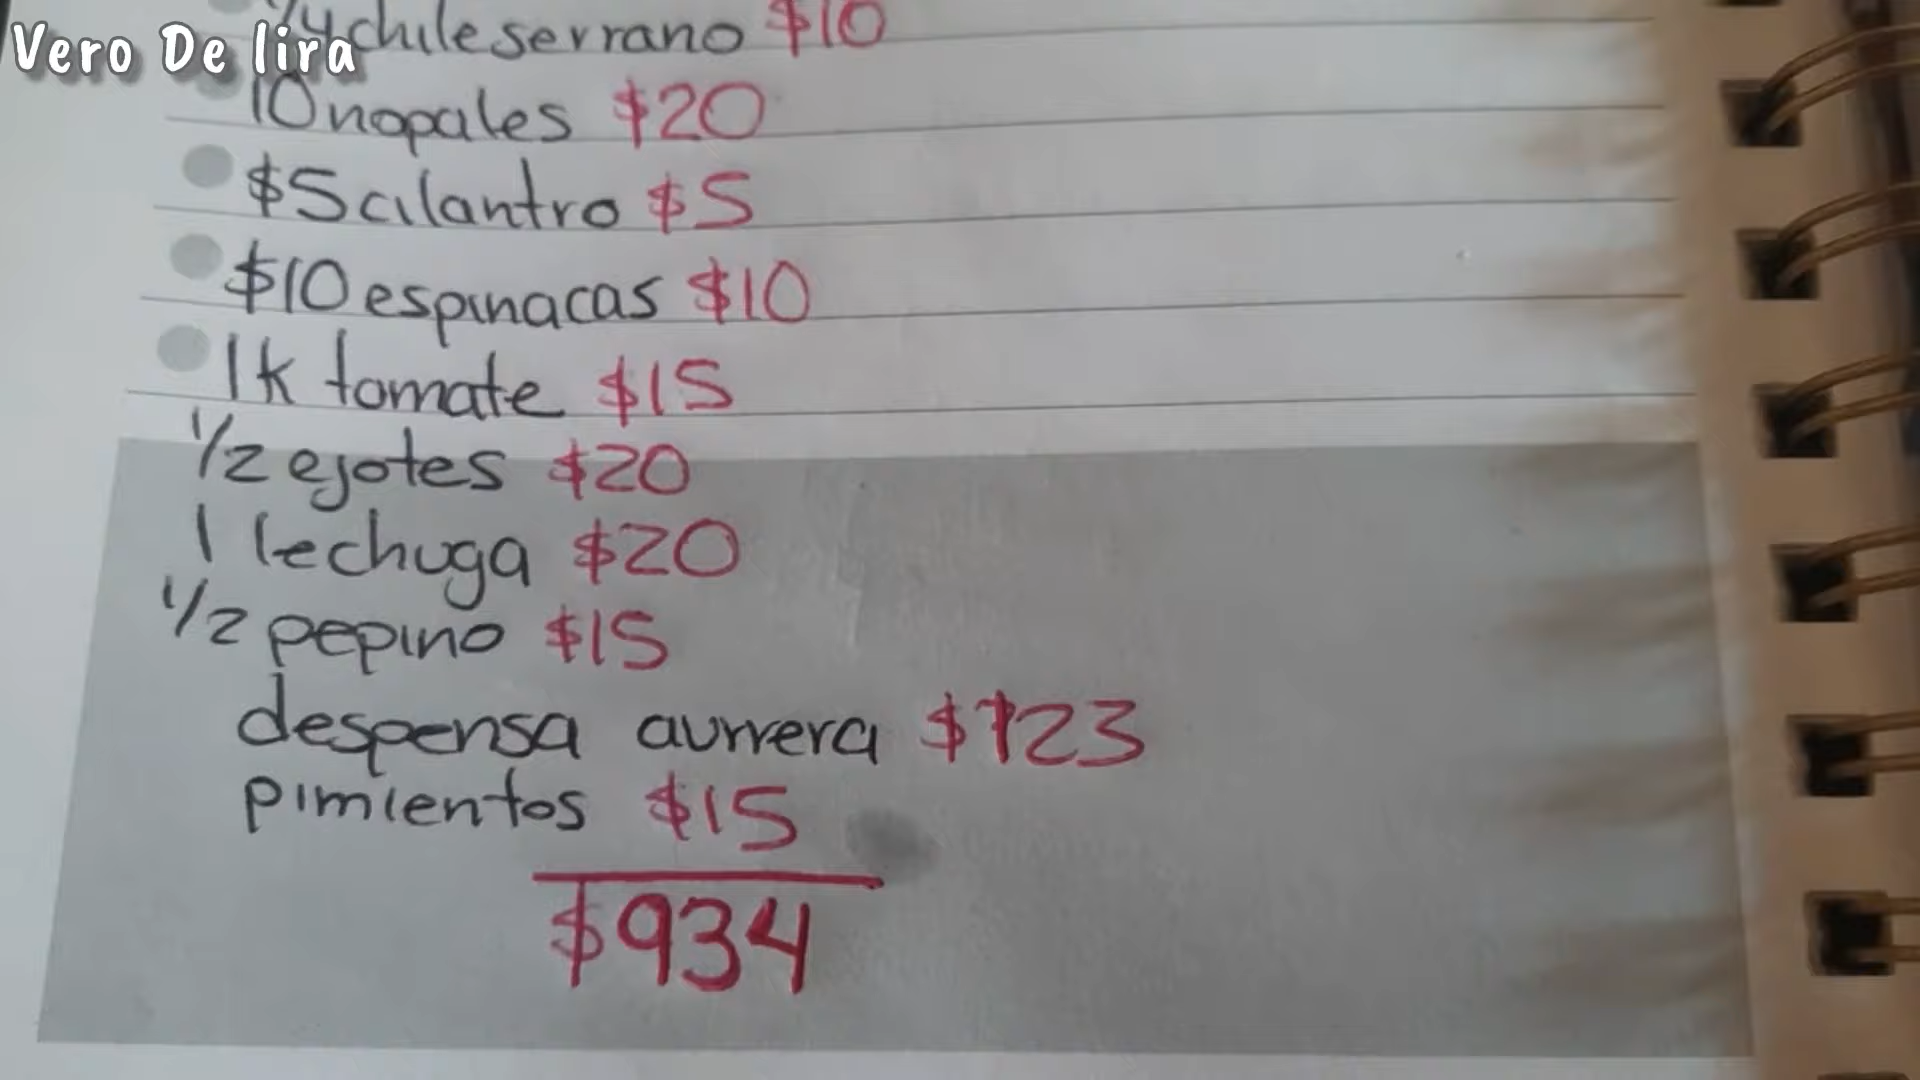 Vero De lira
1/4 chile serrano $10
10 nopales $20
$5 cilantro $5
$10 espinacas $10
1k tomate $15
1/2 ejotes $20
1 lechuga $20
1/2 pepino $15
despensa aurrera $723
pimientos $15
$934